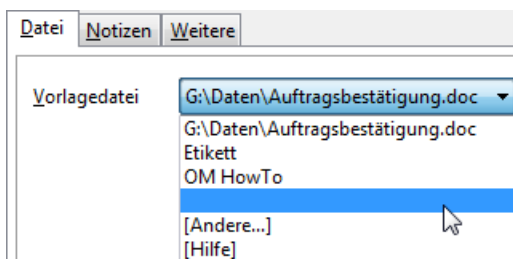 Datei Notizen Weitere
Vorlagedatei G:\Daten\Auftragsbestätigung.doc
G:\Daten\Auftragsbestätigung.doc
Etikett
OM HowTo
[Andere...]
[Hilfe]